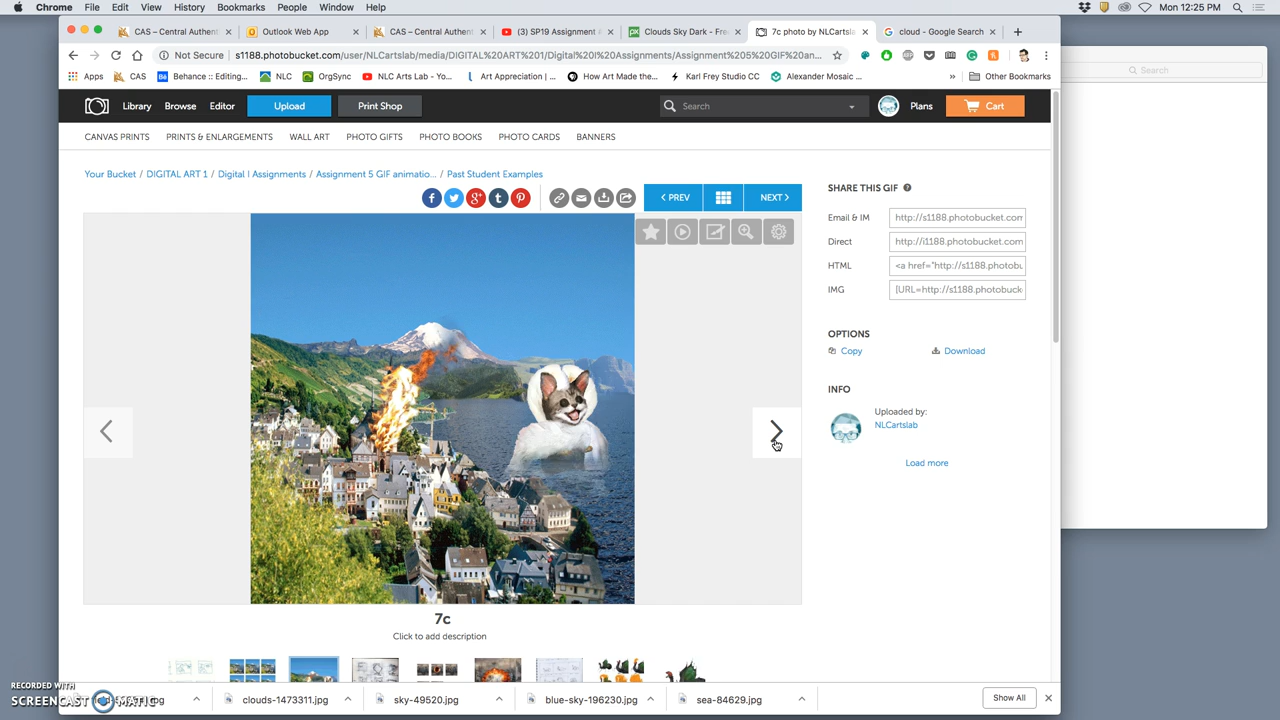 Chrome File Edit View History Bookmarks People Window Help Mon 12:25 PM
CAS – Central Authent Outlook Web App CAS – Central Authent (3) SP19 Assignment Clouds Sky Dark - Fre 7c photo by NLCartsla cloud - Google Search
Not Secure s1188.photobucket.com/user/NLCartslab/media/DIGITAL%20ART%201/Digital%20I%20Assignments/Assignment%205%20GIF%20an...
Apps CAS Behance :: Editing... NLC OrgSync NLC Arts Lab - Yo... Art Appreciation | ... How Art Made the... Karl Frey Studio CC Alexander Mosaic ... » Other Bookmarks
Search
Library Browse Editor Upload Print Shop Search Plans Cart
CANVAS PRINTS PRINTS & ENLARGEMENTS WALL ART PHOTO GIFTS PHOTO BOOKS PHOTO CARDS BANNERS
Your Bucket / DIGITAL ART 1 / Digital I Assignments / Assignment 5 GIF animatio... / Past Student Examples
PREV NEXT
SHARE THIS GIF
Email & IM http://s1188.photobucket.com
Direct http://i1188.photobucket.com
HTML <a href="http://s1188.photobu
IMG [URL=http://s1188.photobuck
OPTIONS
Copy Download
INFO
Uploaded by:
NLCartslab
Load more
7c
Click to add description
RECORDED WITH
SCREENCAST-O-MATIC
clouds-1473311.jpg sky-49520.jpg blue-sky-196230.jpg sea-84629.jpg Show All